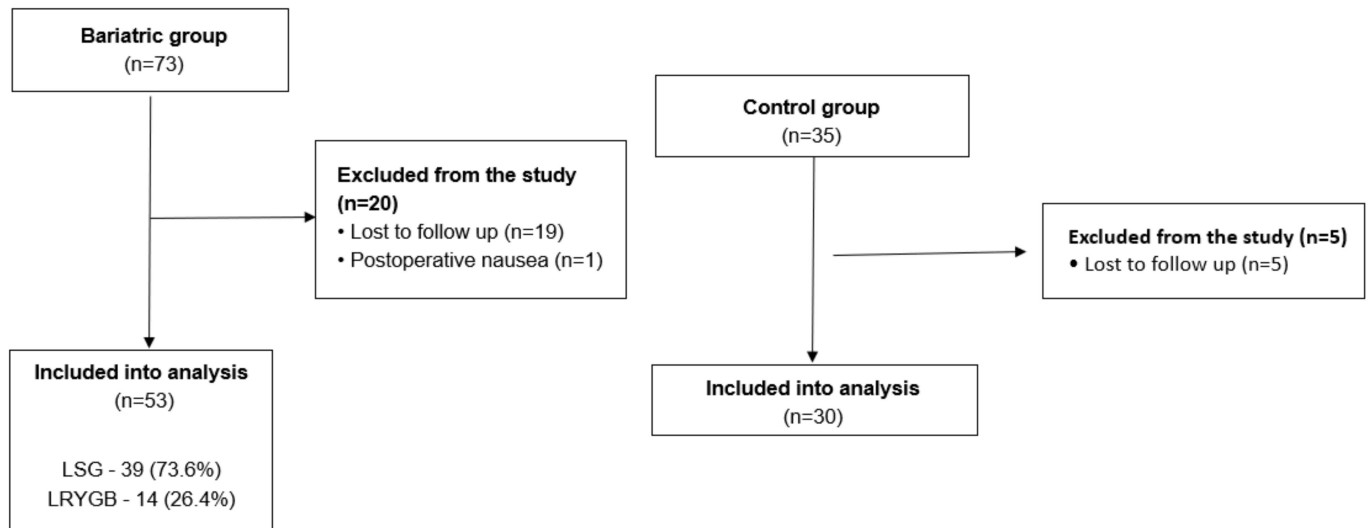 Bariatric group
(n=73)
Excluded from the study
(n=20)
• Lost to follow up (n=19)
• Postoperative nausea (n=1)
Included into analysis
(n=53)
LSG - 39 (73.6%)
LRYGB - 14 (26.4%)
Control group
(n=35)
Excluded from the study (n=5)
• Lost to follow up (n=5)
Included into analysis
(n=30)